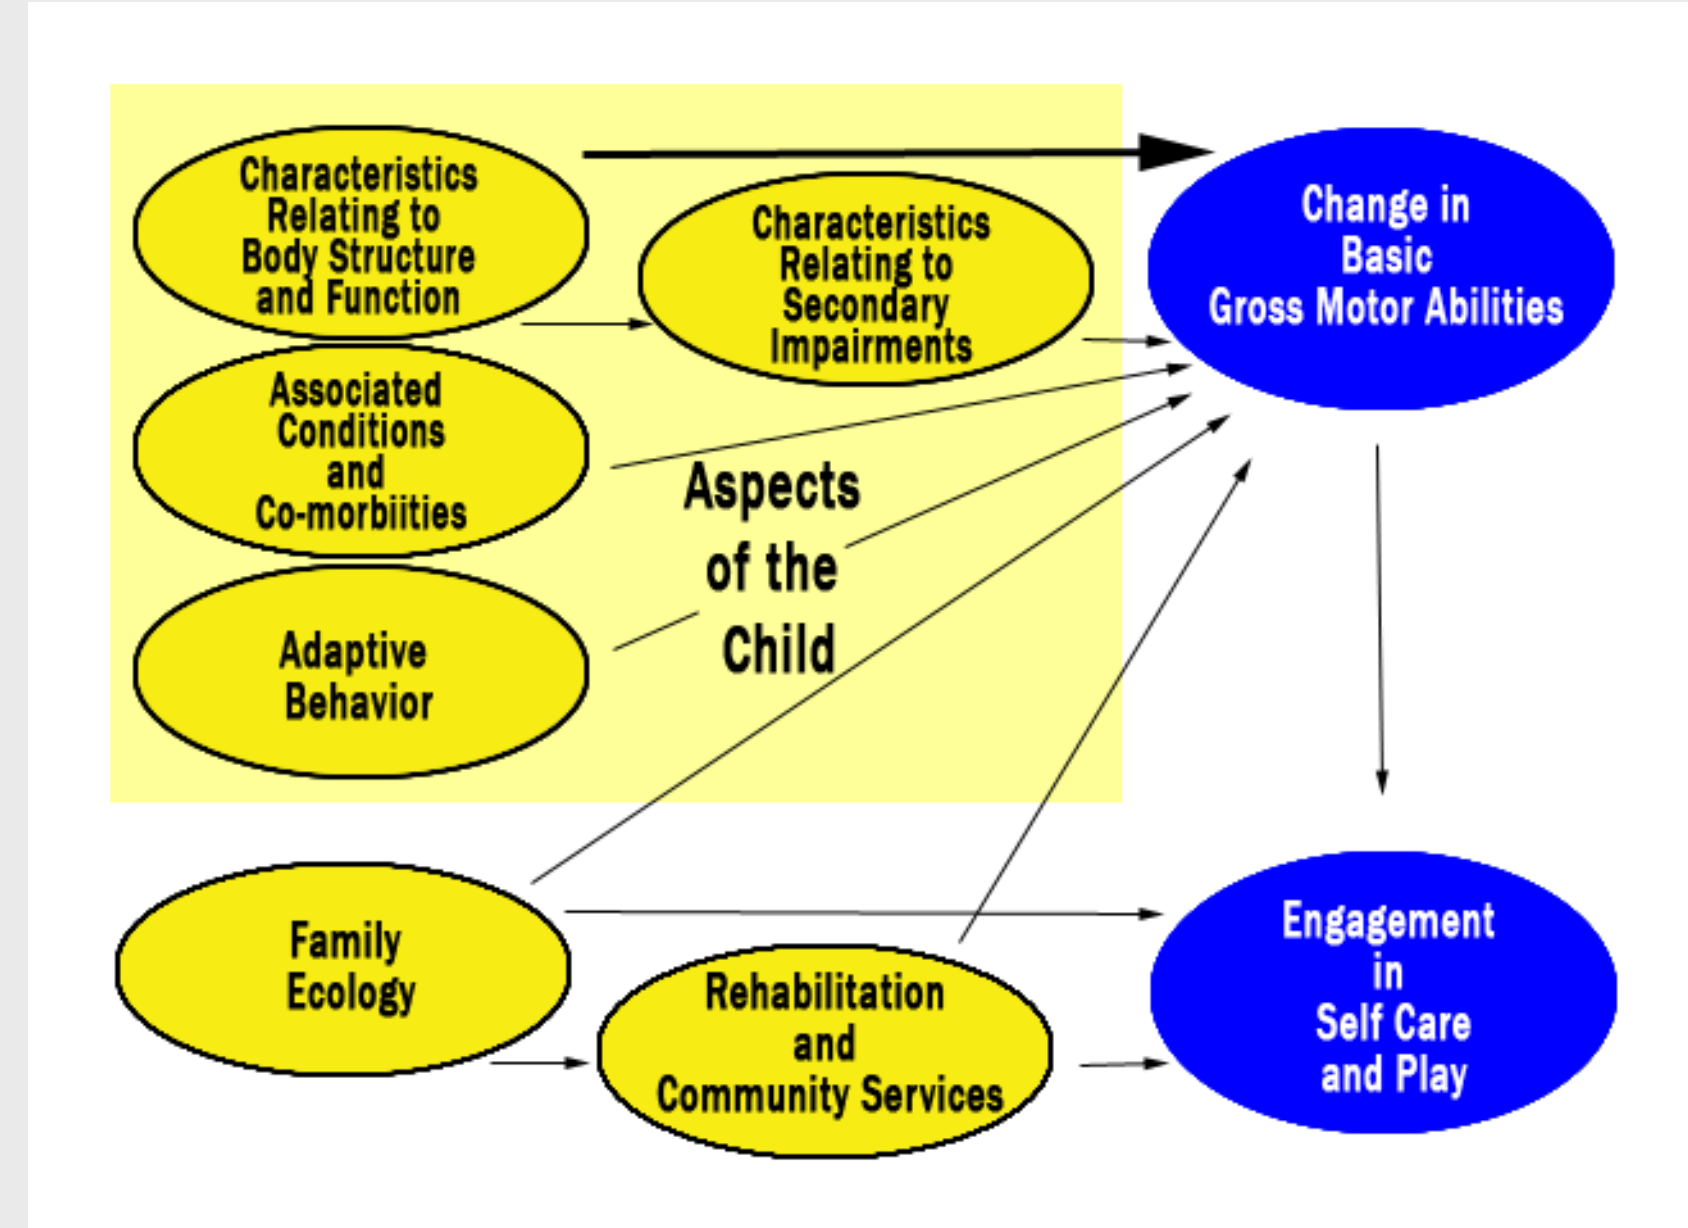 Characteristics
Relating to
Body Structure
and Function
Characteristics
Relating to
Secondary
Impairments
Change in
Basic
Gross Motor Abilities
Associated
Conditions
and
Co-morbiities
Aspects
of the
Child
Adaptive
Behavior
Family
Ecology
Rehabilitation
and
Community Services
Engagement
in
Self Care
and Play